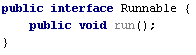 public interface Runnable {
    public void run();
}